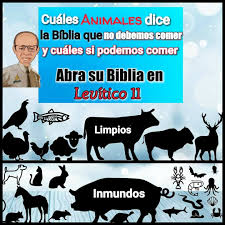 Cuáles ANIMALES dice
la Bíblia que no debemos comer
y cuáles si podemos comer
Abra su Biblia en
Levítico 11
Limpios
Inmundos